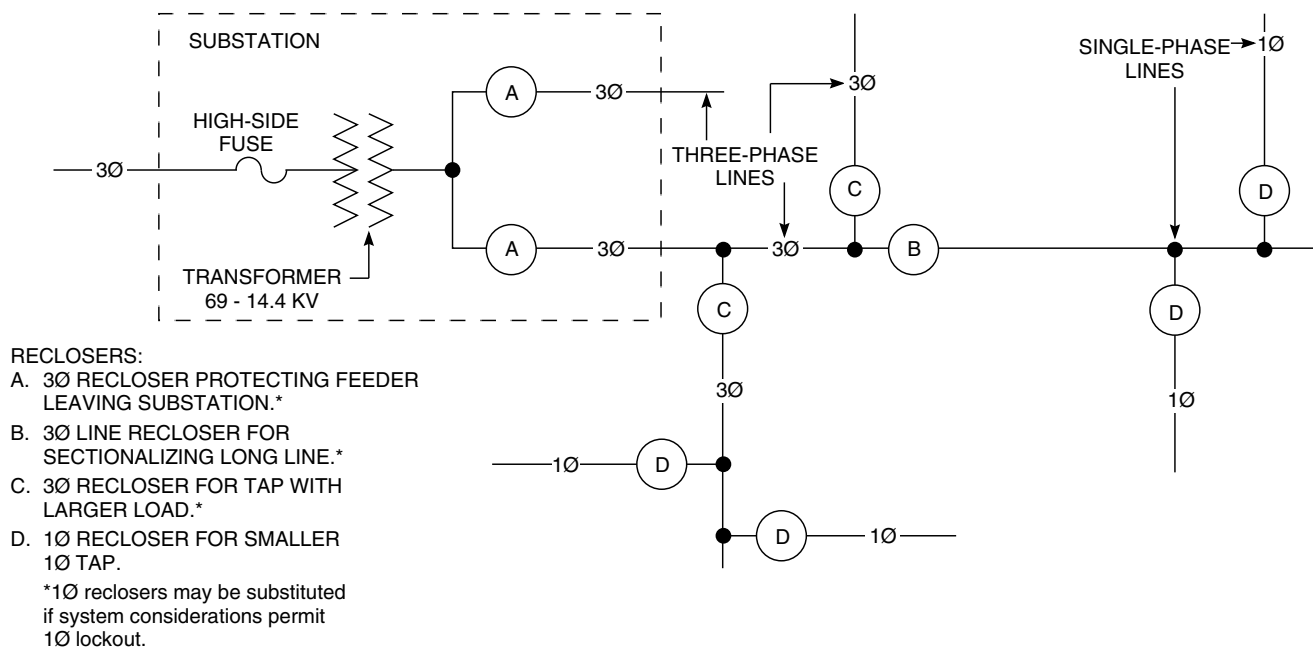 SUBSTATION
HIGH-SIDE
FUSE
3Ø
TRANSFORMER
69 - 14.4 KV
A
3Ø
A
3Ø
THREE-PHASE
LINES
3Ø
3Ø
C
B
SINGLE-PHASE
LINES
1Ø
D
D
1Ø
C
3Ø
1Ø
D
D
1Ø
RECLOSERS:
A. 3Ø RECLOSER PROTECTING FEEDER
LEAVING SUBSTATION.*
B. 3Ø LINE RECLOSER FOR
SECTIONALIZING LONG LINE.*
C. 3Ø RECLOSER FOR TAP WITH
LARGER LOAD.*
D. 1Ø RECLOSER FOR SMALLER
1Ø TAP.
*1Ø reclosers may be substituted
if system considerations permit
1Ø lockout.